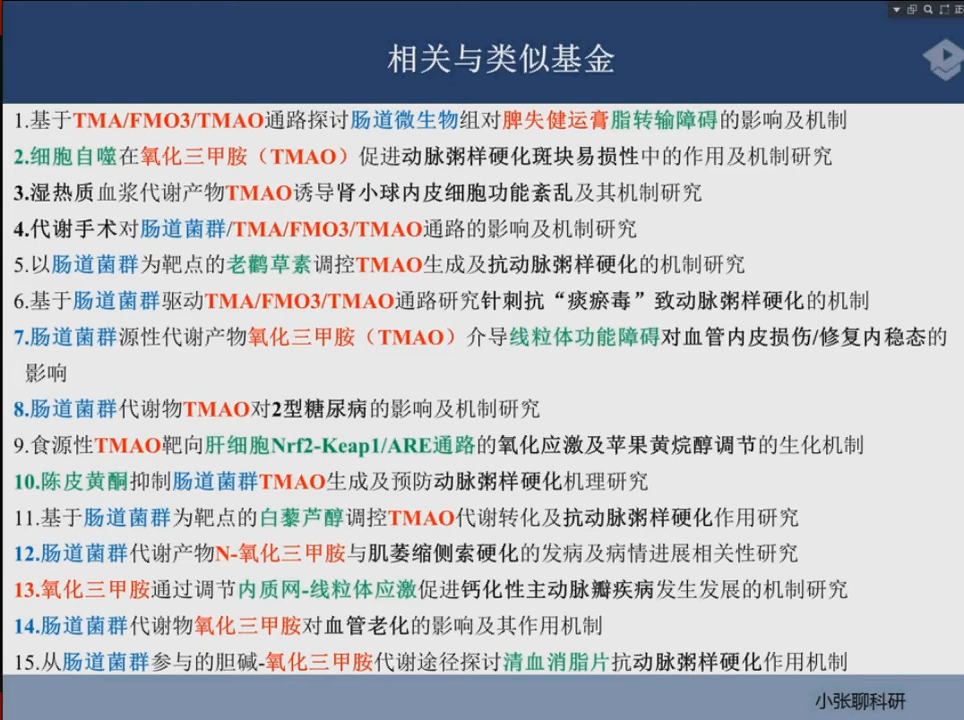 相关与类似基金
1.基于TMA/FMO3/TMAO通路探讨肠道微生物组对脾失健运膏脂转输障碍的影响及机制
2.细胞自噬在氧化三甲胺（TMAO）促进动脉粥样硬化斑块易损性中的作用及机制研究
3.湿热质血浆代谢产物TMAO诱导肾小球内皮细胞功能紊乱及其机制研究
4.代谢手术对肠道菌群/TMA/FMO3/TMAO通路的影响及机制研究
5.以肠道菌群为靶点的老鹳草素调控TMAO生成及抗动脉粥样硬化的机制研究
6.基于肠道菌群驱动TMA/FMO3/TMAO通路研究针刺抗“痰瘀毒”致动脉粥样硬化的机制
7.肠道菌群源性代谢产物氧化三甲胺（TMAO）介导线粒体功能障碍对血管内皮损伤/修复内稳态的
影响
8.肠道菌群代谢物TMAO对2型糖尿病的影响及机制研究
9.食源性TMAO靶向肝细胞Nrf2-Keap1/ARE通路的氧化应激及苹果黄烷醇调节的生化机制
10.陈皮黄酮抑制肠道菌群TMAO生成及预防动脉粥样硬化机理研究
11.基于肠道菌群为靶点的白藜芦醇调控TMAO代谢转化及抗动脉粥样硬化作用研究
12.肠道菌群代谢产物N-氧化三甲胺与肌萎缩侧索硬化的发病及病情进展相关性研究
13.氧化三甲胺通过调节内质网-线粒体应激促进钙化性主动脉瓣疾病发生发展的机制研究
14.肠道菌群代谢物氧化三甲胺对血管老化的影响及其作用机制
15.从肠道菌群参与的胆碱-氧化三甲胺代谢途径探讨清血消脂片抗动脉粥样硬化作用机制
小张聊科研